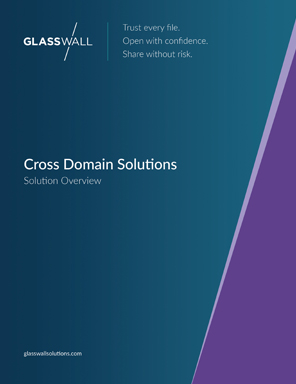 GLASSWALL
Trust every file.
Open with confidence.
Share without risk.
Cross Domain Solutions
Solution Overview
glasswallsolutions.com